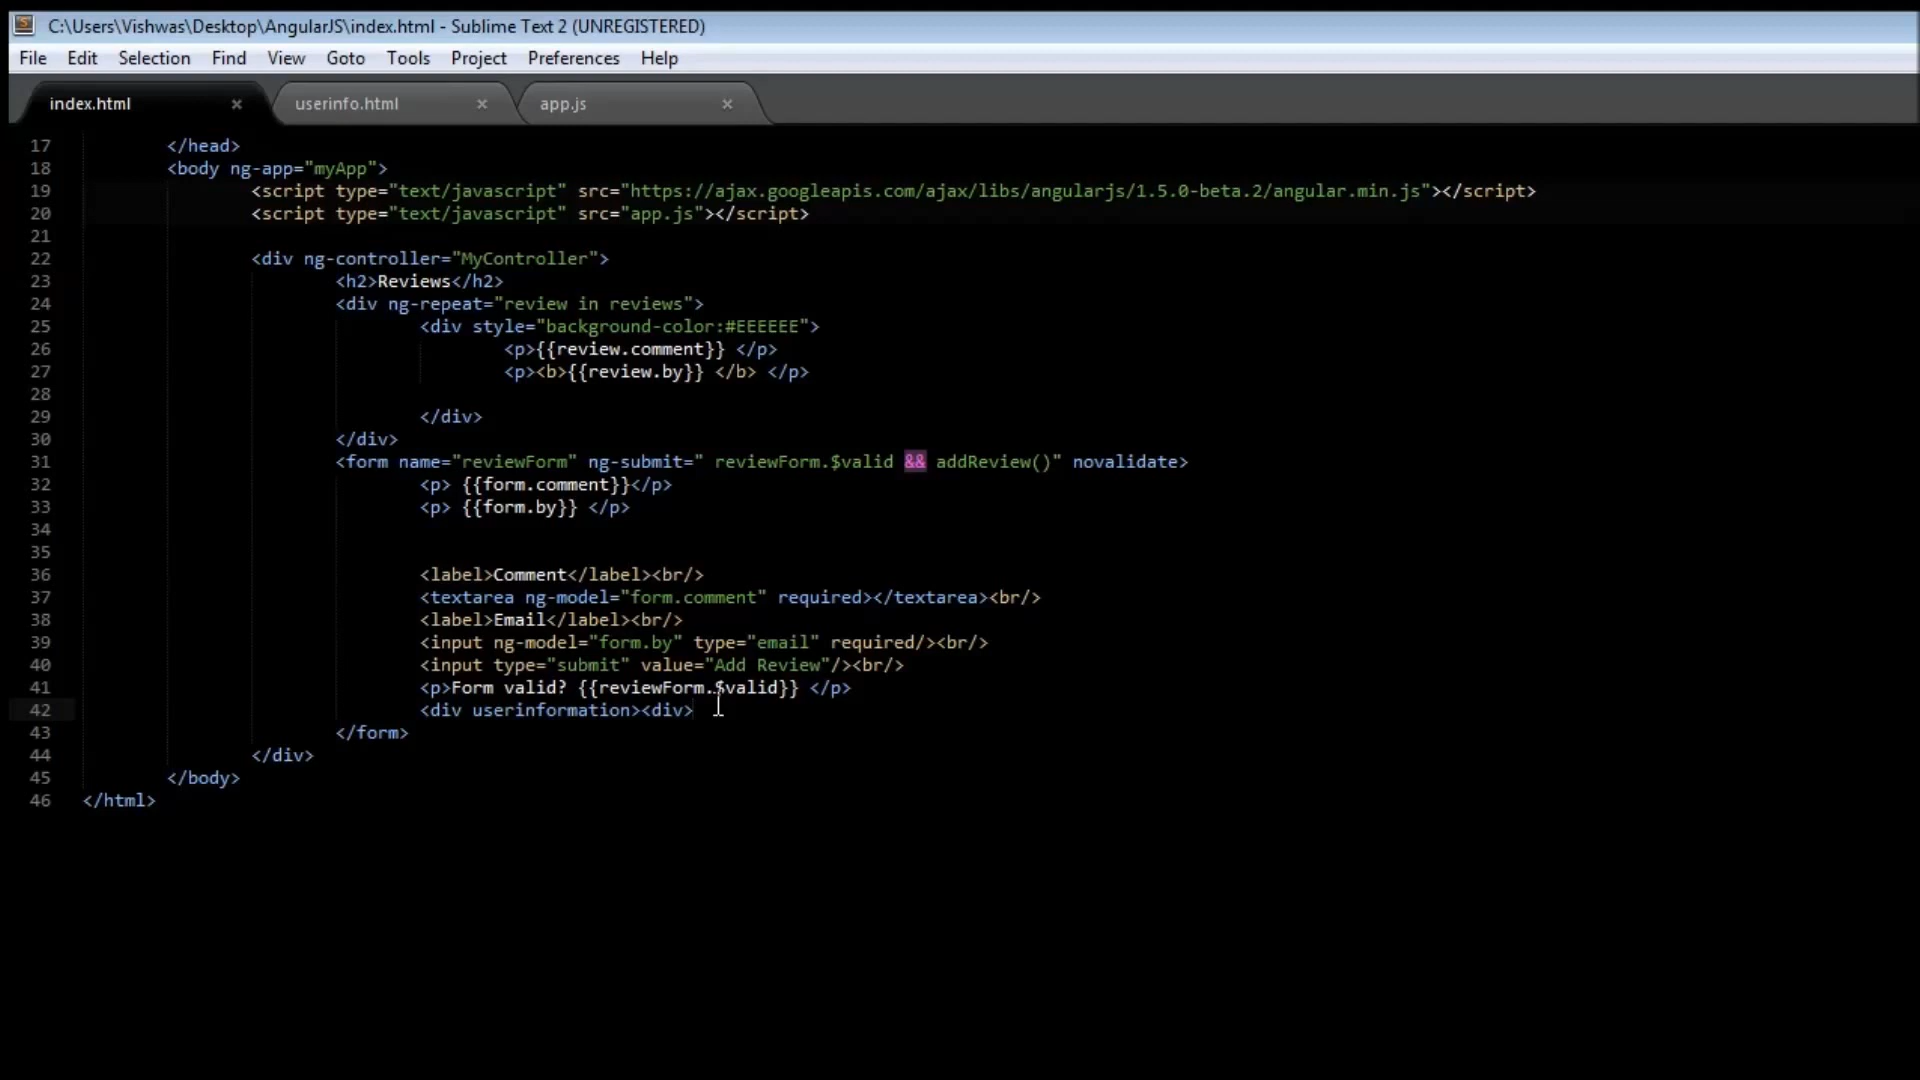 C:\Users\Vishwas\Desktop\AngularJS\index.html - Sublime Text 2 (UNREGISTERED)
File Edit Selection Find View Goto Tools Project Preferences Help
index.html × userinfo.html × app.js ×
17 </head>
18 <body ng-app="myApp">
19 <script type="text/javascript" src="https://ajax.googleapis.com/ajax/libs/angularjs/1.5.0-beta.2/angular.min.js"></script>
20 <script type="text/javascript" src="app.js"></script>
21
22 <div ng-controller="MyController">
23 <h2>Reviews</h2>
24 <div ng-repeat="review in reviews">
25 <div style="background-color:#EEEEEE">
26 <p>{{review.comment}} </p>
27 <p><b>{{review.by}} </b> </p>
28
29 </div>
30 </div>
31 <form name="reviewForm" ng-submit=" reviewForm.$valid && addReview()" novalidate>
32 <p> {{form.comment}}</p>
33 <p> {{form.by}} </p>
34
35
36 <label>Comment</label><br/>
37 <textarea ng-model="form.comment" required></textarea><br/>
38 <label>Email</label><br/>
39 <input ng-model="form.by" type="email" required/><br/>
40 <input type="submit" value="Add Review"/><br/>
41 <p>Form valid? {{reviewForm.$valid}} </p>
42 <div userinformation><div>
43 </form>
44 </div>
45 </body>
46 </html>